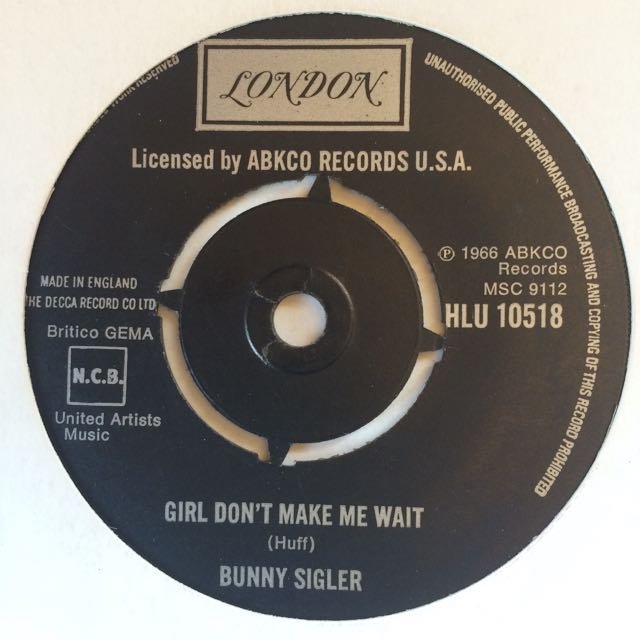 WORK RESERVED
UNAUTHORISED PUBLIC PERFORMANCE BROADCASTING AND COPYING OF THIS RECORD PROHIBITED
LONDON
Licensed by ABKCO RECORDS U.S.A.
MADE IN ENGLAND
THE DECCA RECORD CO LTD
Britico GEMA
N.C.B.
United Artists
Music
℗ 1966 ABKCO
Records
MSC 9112
HLU 10518
GIRL DON'T MAKE ME WAIT
(Huff)
BUNNY SIGLER